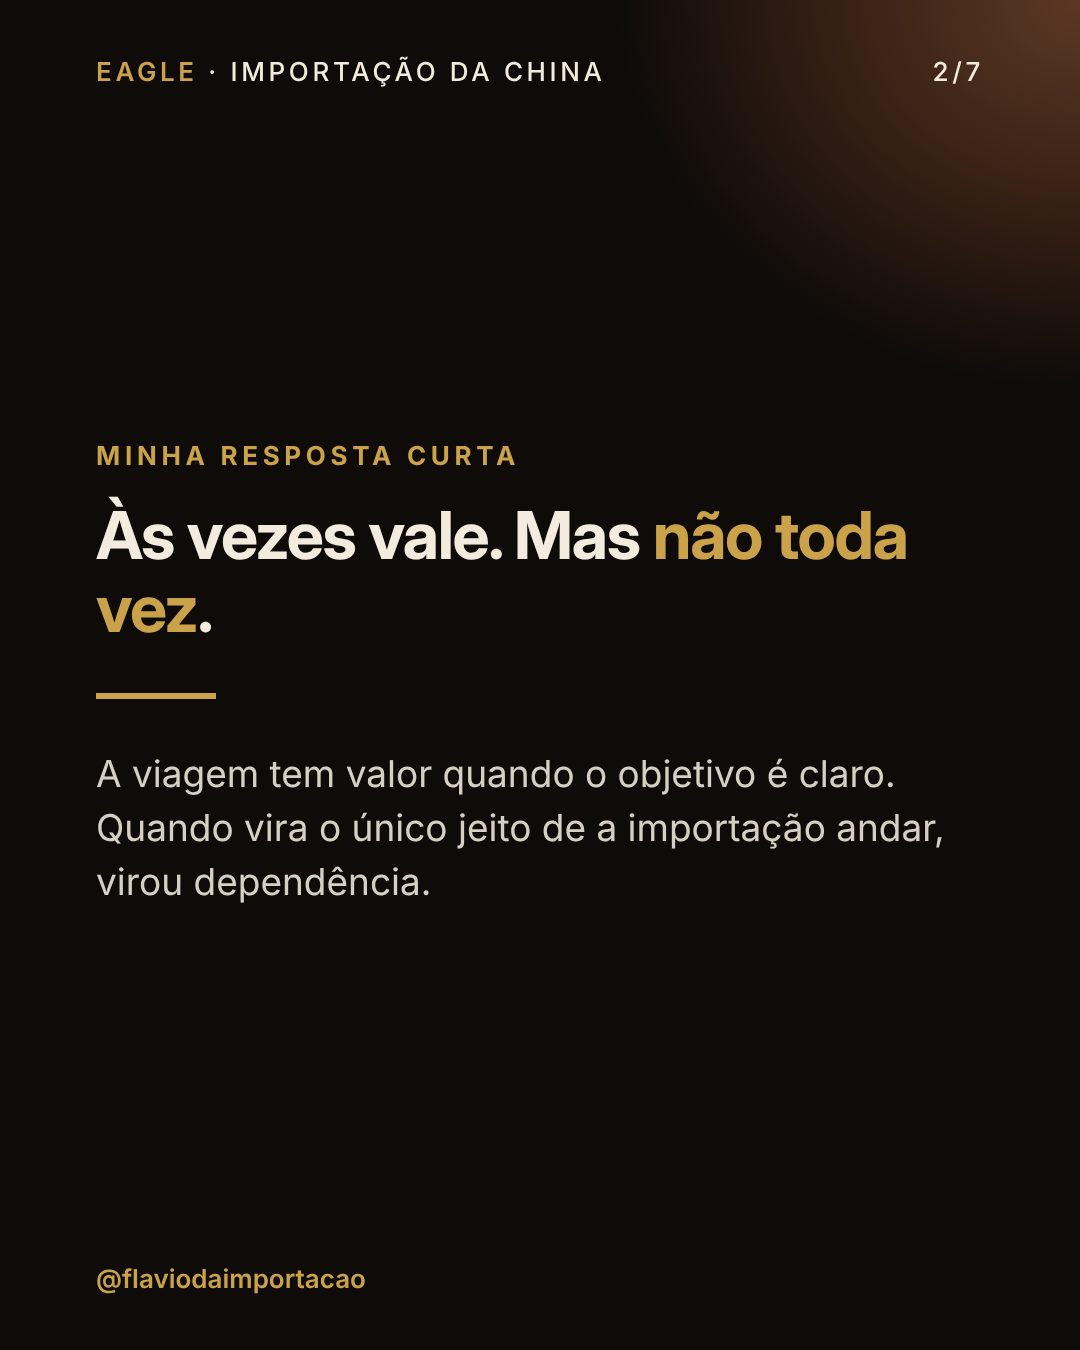 EAGLE · IMPORTAÇÃO DA CHINA
2/7
MINHA RESPOSTA CURTA
Às vezes vale. Mas não toda
vez.
A viagem tem valor quando o objetivo é claro.
Quando vira o único jeito de a importação andar,
virou dependência.
@flaviodaimportacao